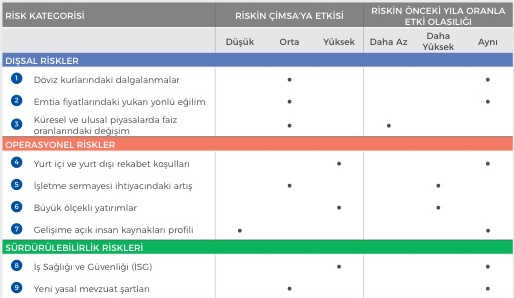 RİSK KATEGORİSİ
RİSKİN ÇİMSA'YA ETKİSİ
RİSKİN ÖNCEKİ YILA ORANLA
ETKİ OLASILIĞI
Düşük Orta Yüksek Daha Az Daha
Yüksek Aynı
DIŞSAL RİSKLER
1 Döviz kurlarındaki dalgalanmalar
2 Emtia fiyatlarındaki yukarı yönlü eğilim
3 Küresel ve ulusal piyasalarda faiz
oranlarındaki değişim
OPERASYONEL RİSKLER
4 Yurt içi ve yurt dışı rekabet koşulları
5 İşletme sermayesi ihtiyacındaki artış
6 Büyük ölçekli yatırımlar
7 Gelişime açık insan kaynakları profili
SÜRDÜRÜLEBİLİRLİK RİSKLERİ
8 İş Sağlığı ve Güvenliği (İSG)
9 Yeni yasal mevzuat şartları